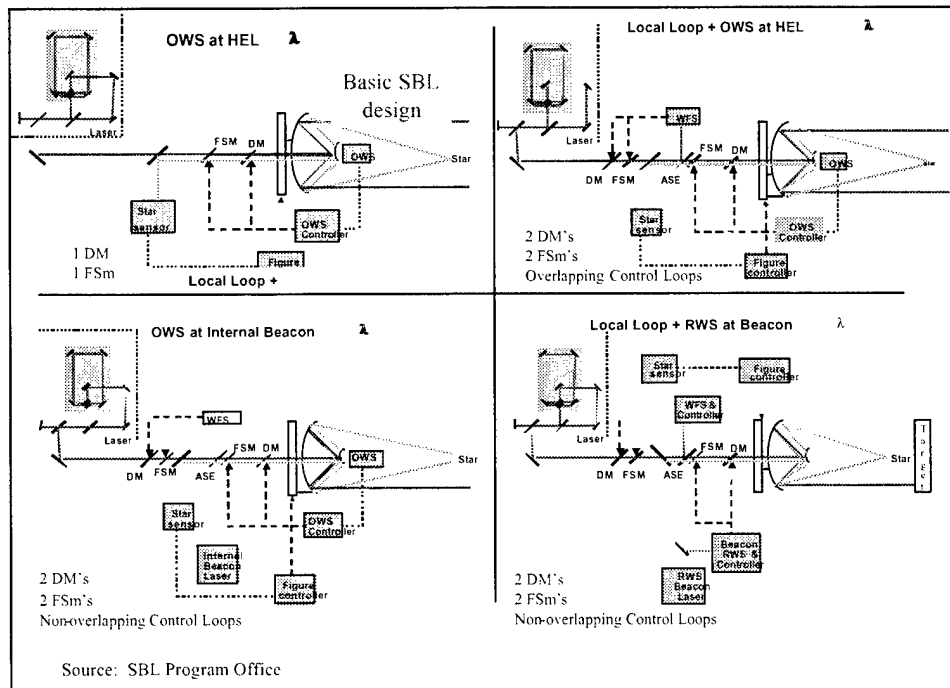 OWS at HEL λ
Basic SBL
design
Laser
FSM
DM
OWS
Star
Star
sensor
OWS
Controller
Figure
1 DM
1 FSm
Local Loop +
Local Loop + OWS at HEL λ
Laser
WFS
FSM
DM
DM
FSM
ASE
OWS
Star
Star
sensor
OWS
Controller
Figure
controller
2 DM's
2 FSm's
Overlapping Control Loops
OWS at Internal Beacon λ
Laser
WFS
FSM
DM
DM
FSM
ASE
OWS
Star
Star
sensor
OWS
Controller
Internal
Beacon
Laser
Figure
controller
2 DM's
2 FSm's
Non-overlapping Control Loops
Local Loop + RWS at Beacon λ
Star
sensor
Figure controller
WFS &
Controller
Laser
FSM
DM
DM
FSM
ASE
Star
Target
Beacon
RWS &
Controller
RWS
Beacon
Laser
2 DM's
2 FSm's
Non-overlapping Control Loops
Source: SBL Program Office